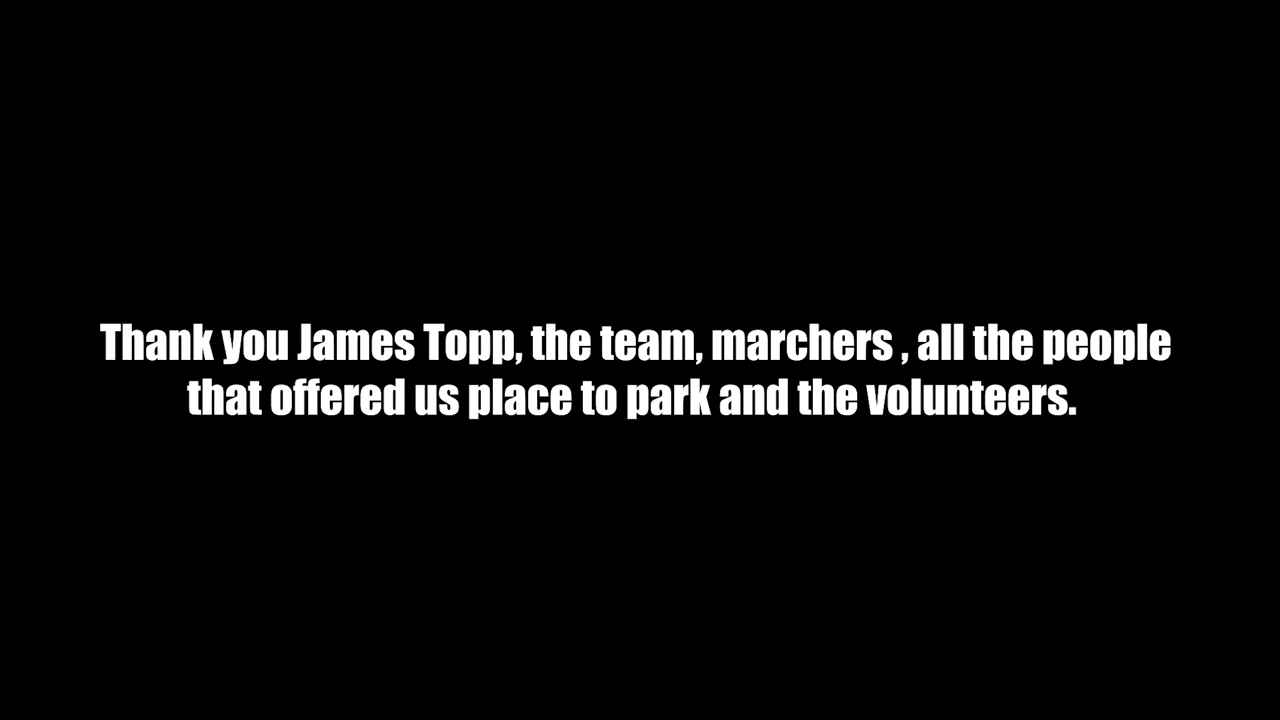 Thank you James Topp, the team, marchers , all the people
that offered us place to park and the volunteers.